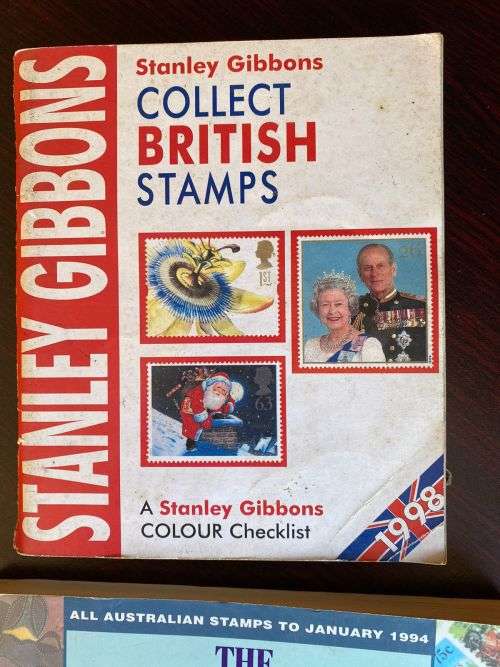 STANLEY GIBBONS
Stanley Gibbons
COLLECT
BRITISH
STAMPS
1ST
63
A Stanley Gibbons
COLOUR Checklist
1998
ALL AUSTRALIAN STAMPS TO JANUARY 1994
THE